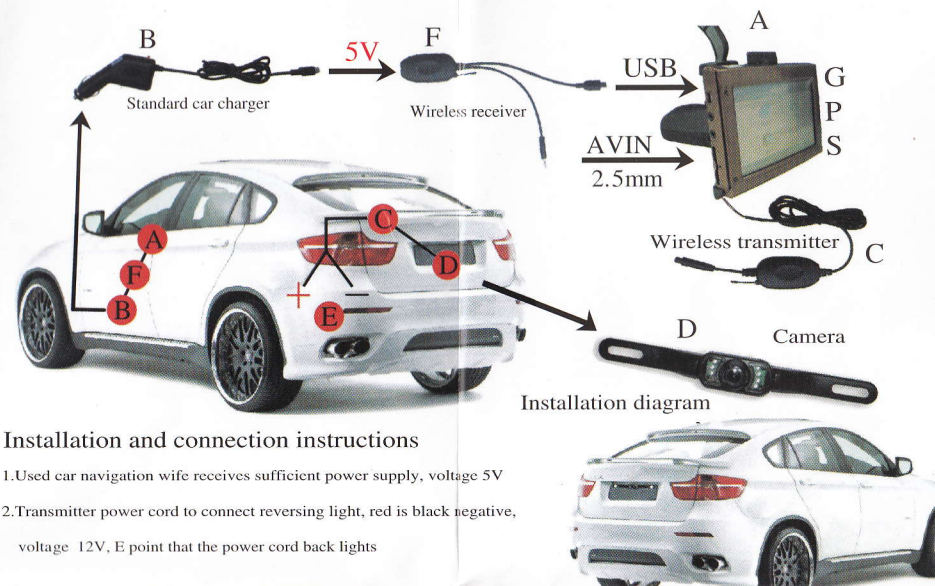 B
Standard car charger
5V
F
Wireless receiver
USB
AVIN
2.5mm
A
G
P
S
Wireless transmitter
C
A
F
B
C
D
+
−
E
D
Camera
Installation diagram
Installation and connection instructions
1.Used car navigation wife receives sufficient power supply, voltage 5V
2.Transmitter power cord to connect reversing light, red is black negative,
voltage 12V, E point that the power cord back lights